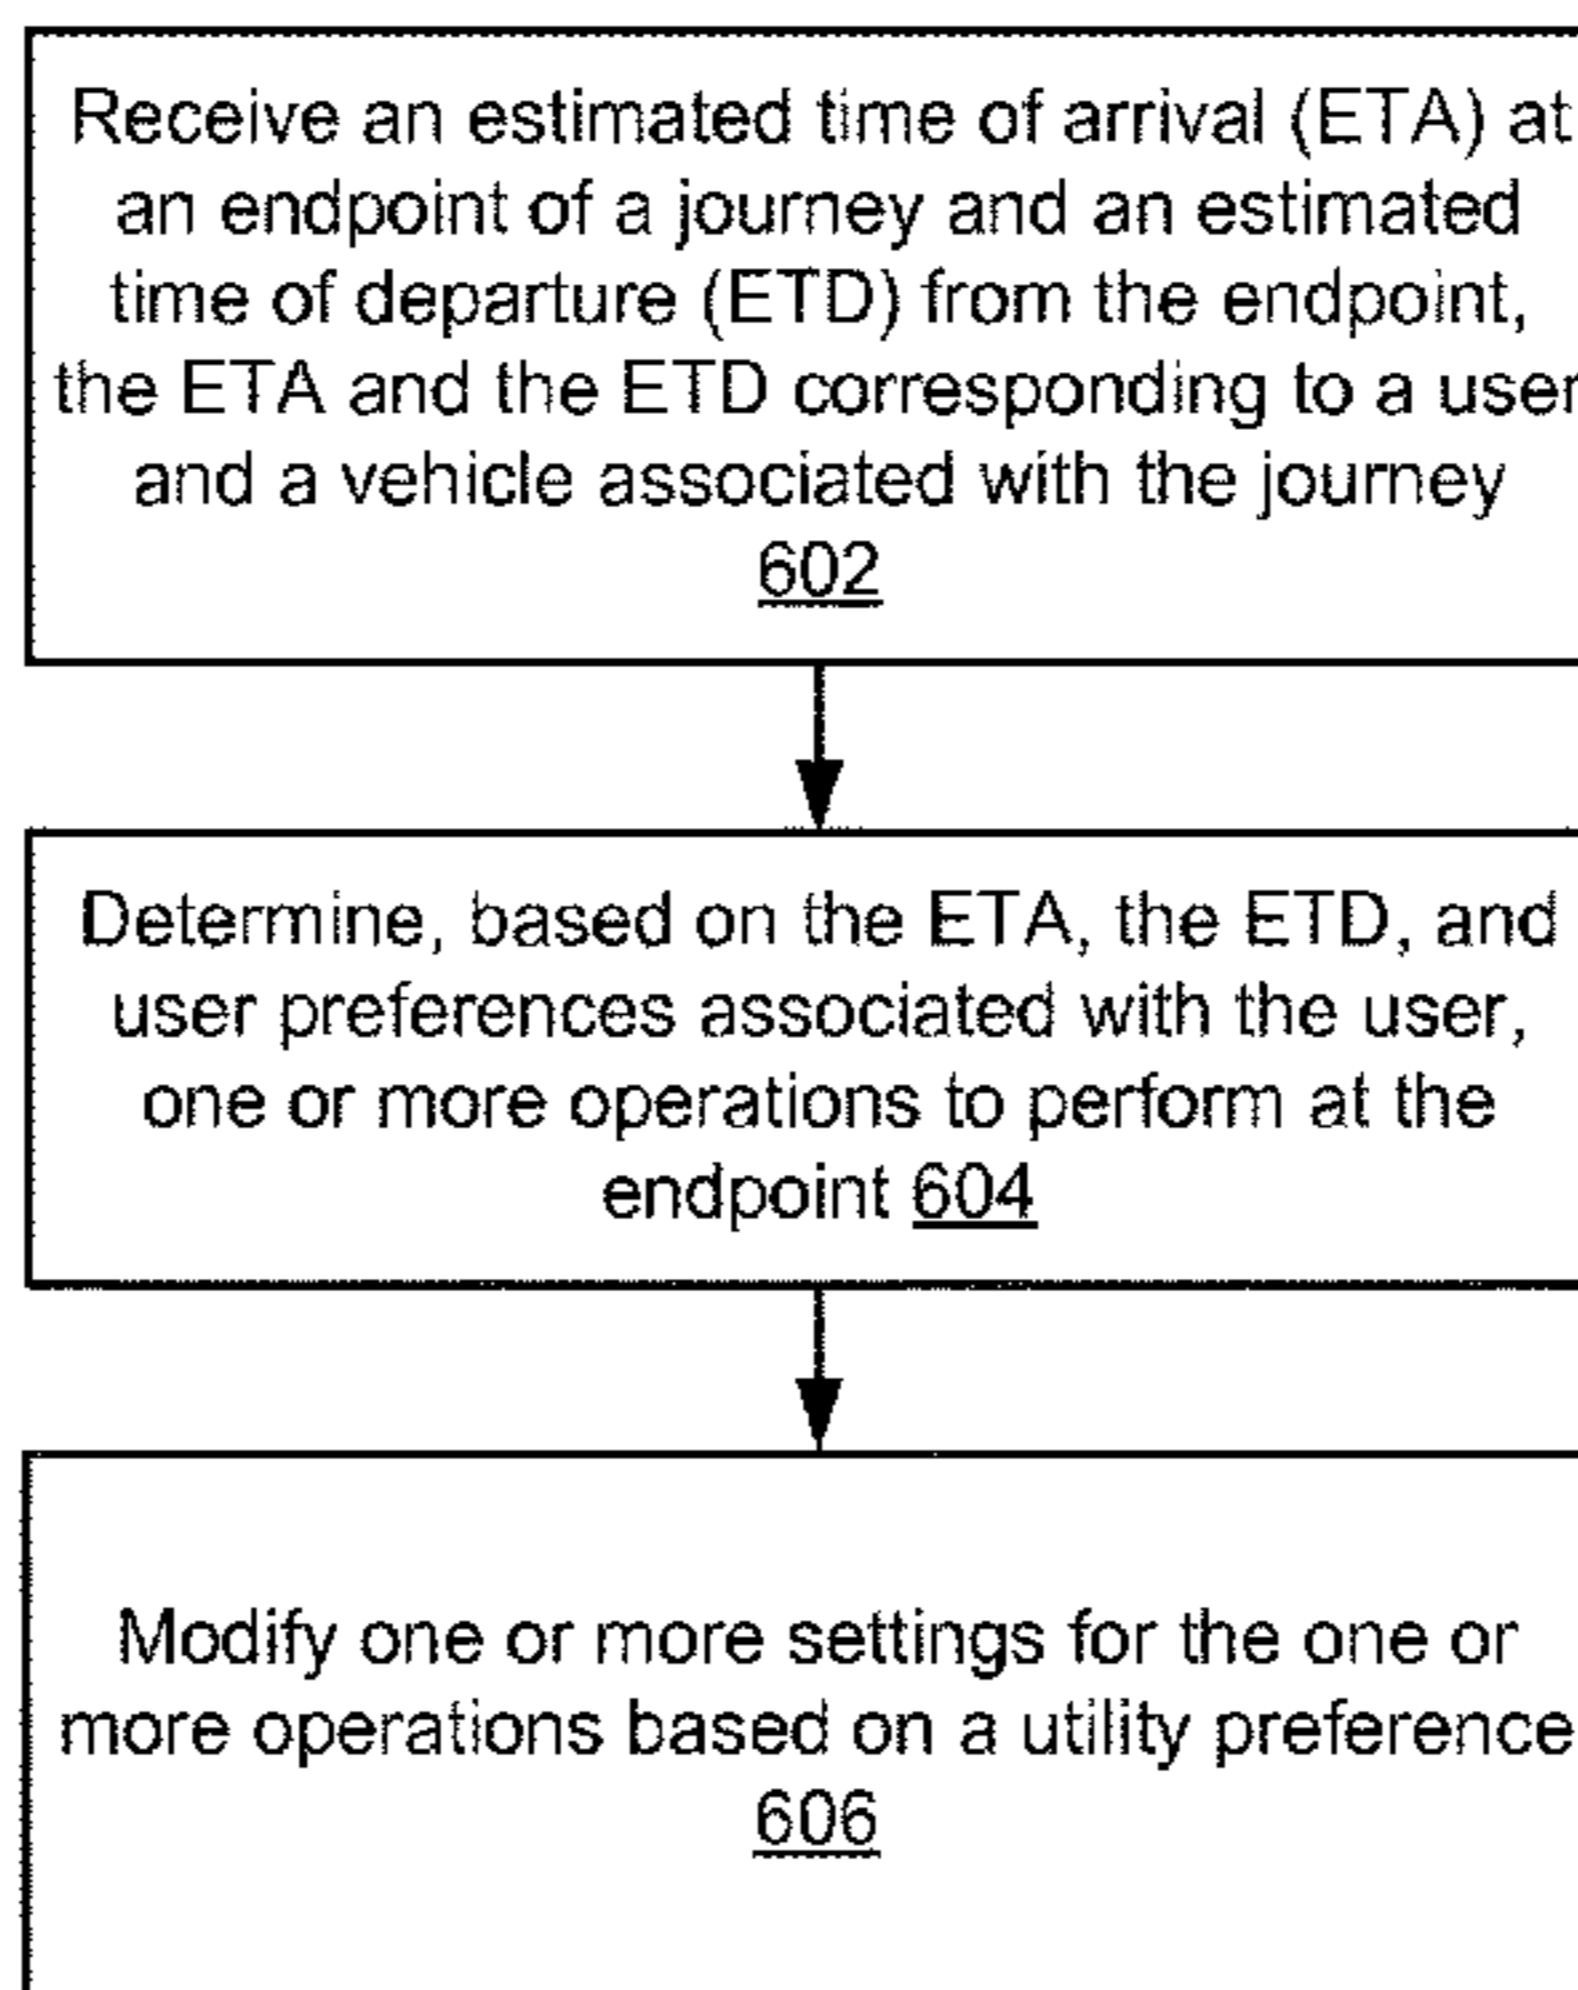 Receive an estimated time of arrival (ETA) at
an endpoint of a journey and an estimated
time of departure (ETD) from the endpoint,
the ETA and the ETD corresponding to a user
and a vehicle associated with the journey
602
Determine, based on the ETA, the ETD, and
user preferences associated with the user,
one or more operations to perform at the
endpoint 604
Modify one or more settings for the one or
more operations based on a utility preference
606